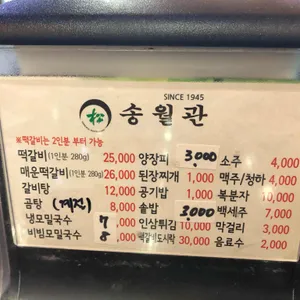 松 송월관
SINCE 1945
※떡갈비는 2인분 부터 가능
떡갈비(1인분 280g) 25,000 양장피 3,000 소주 4,000
매운떡갈비(1인분 280g) 26,000 된장찌개 1,000 맥주/청하 4,000
갈비탕 12,000 공기밥 1,000 복분자 10,000
곰탕 8,000 솥밥 3,000 백세주 7,000
냉모밀국수 7,000 인삼튀김 10,000 막걸리 3,000
비빔모밀국수 8,000 떡갈비도시락 30,000 음료수 2,000